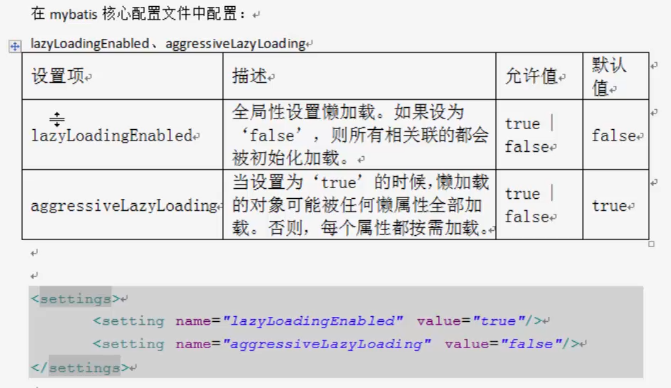 在 mybatis 核心配置文件中配置：
lazyLoadingEnabled、aggressiveLazyLoading
设置项 描述 允许值 默认值
lazyLoadingEnabled 全局性设置懒加载。如果设为‘false’，则所有相关联的都会被初始化加载。 true | false false
aggressiveLazyLoading 当设置为‘true’的时候，懒加载的对象可能被任何懒属性全部加载。否则，每个属性都按需加载。 true | false true
<settings>
<setting name="lazyLoadingEnabled" value="true"/>
<setting name="aggressiveLazyLoading" value="false"/>
</settings>